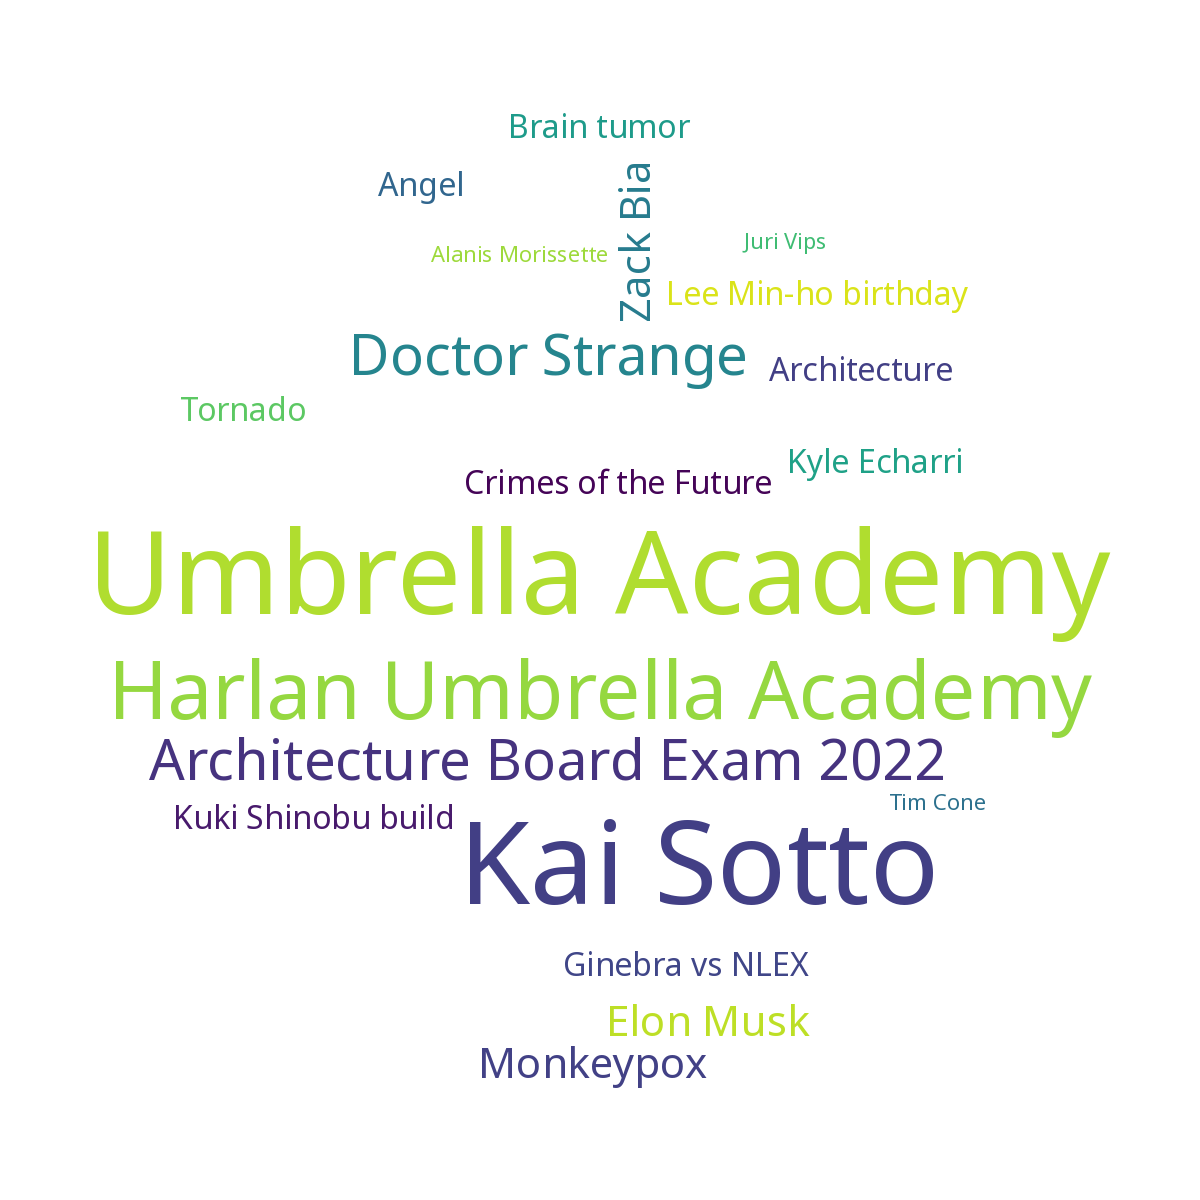 Brain tumor
Angel
Zack Bia
Juri Vips
Alanis Morissette
Lee Min-ho birthday
Doctor Strange
Architecture
Tornado
Kyle Echarri
Crimes of the Future
Umbrella Academy
Harlan Umbrella Academy
Architecture Board Exam 2022
Tim Cone
Kuki Shinobu build
Kai Sotto
Ginebra vs NLEX
Elon Musk
Monkeypox